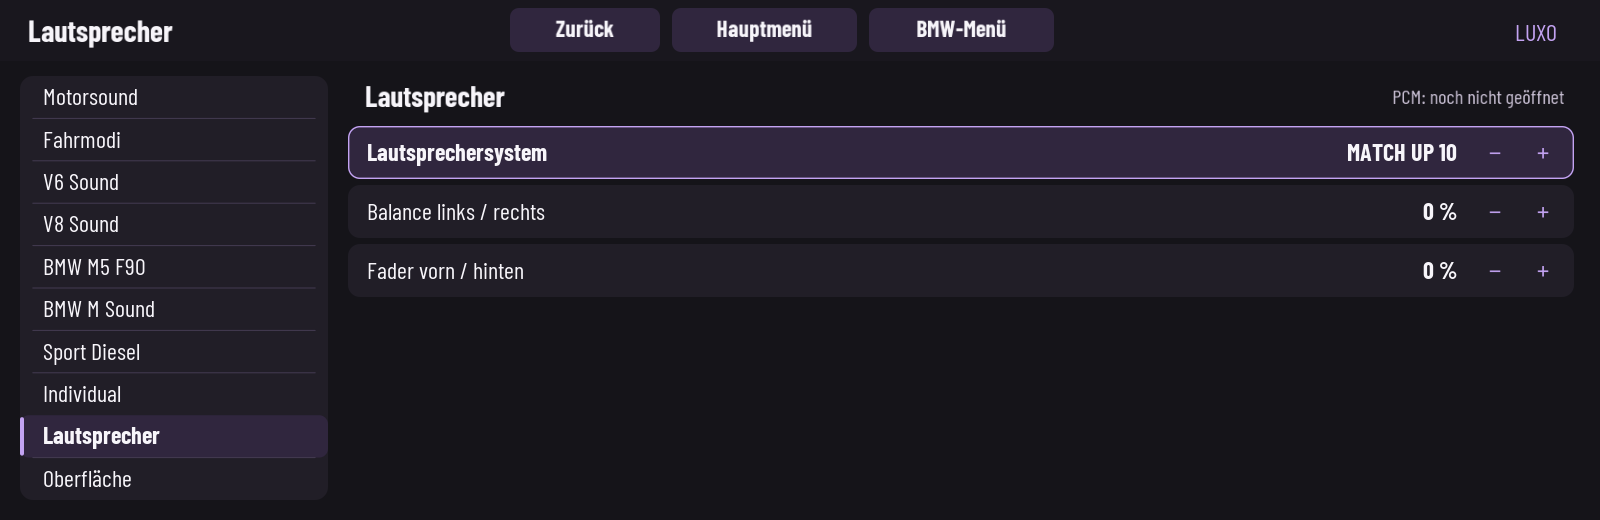 Lautsprecher
Zurück
Hauptmenü
BMW-Menü
LUXO
Motorsound
Fahrmodi
V6 Sound
V8 Sound
BMW M5 F90
BMW M Sound
Sport Diesel
Individual
Lautsprecher
Oberfläche
Lautsprecher
PCM: noch nicht geöffnet
Lautsprechersystem MATCH UP 10 − +
Balance links / rechts 0 % − +
Fader vorn / hinten 0 % − +